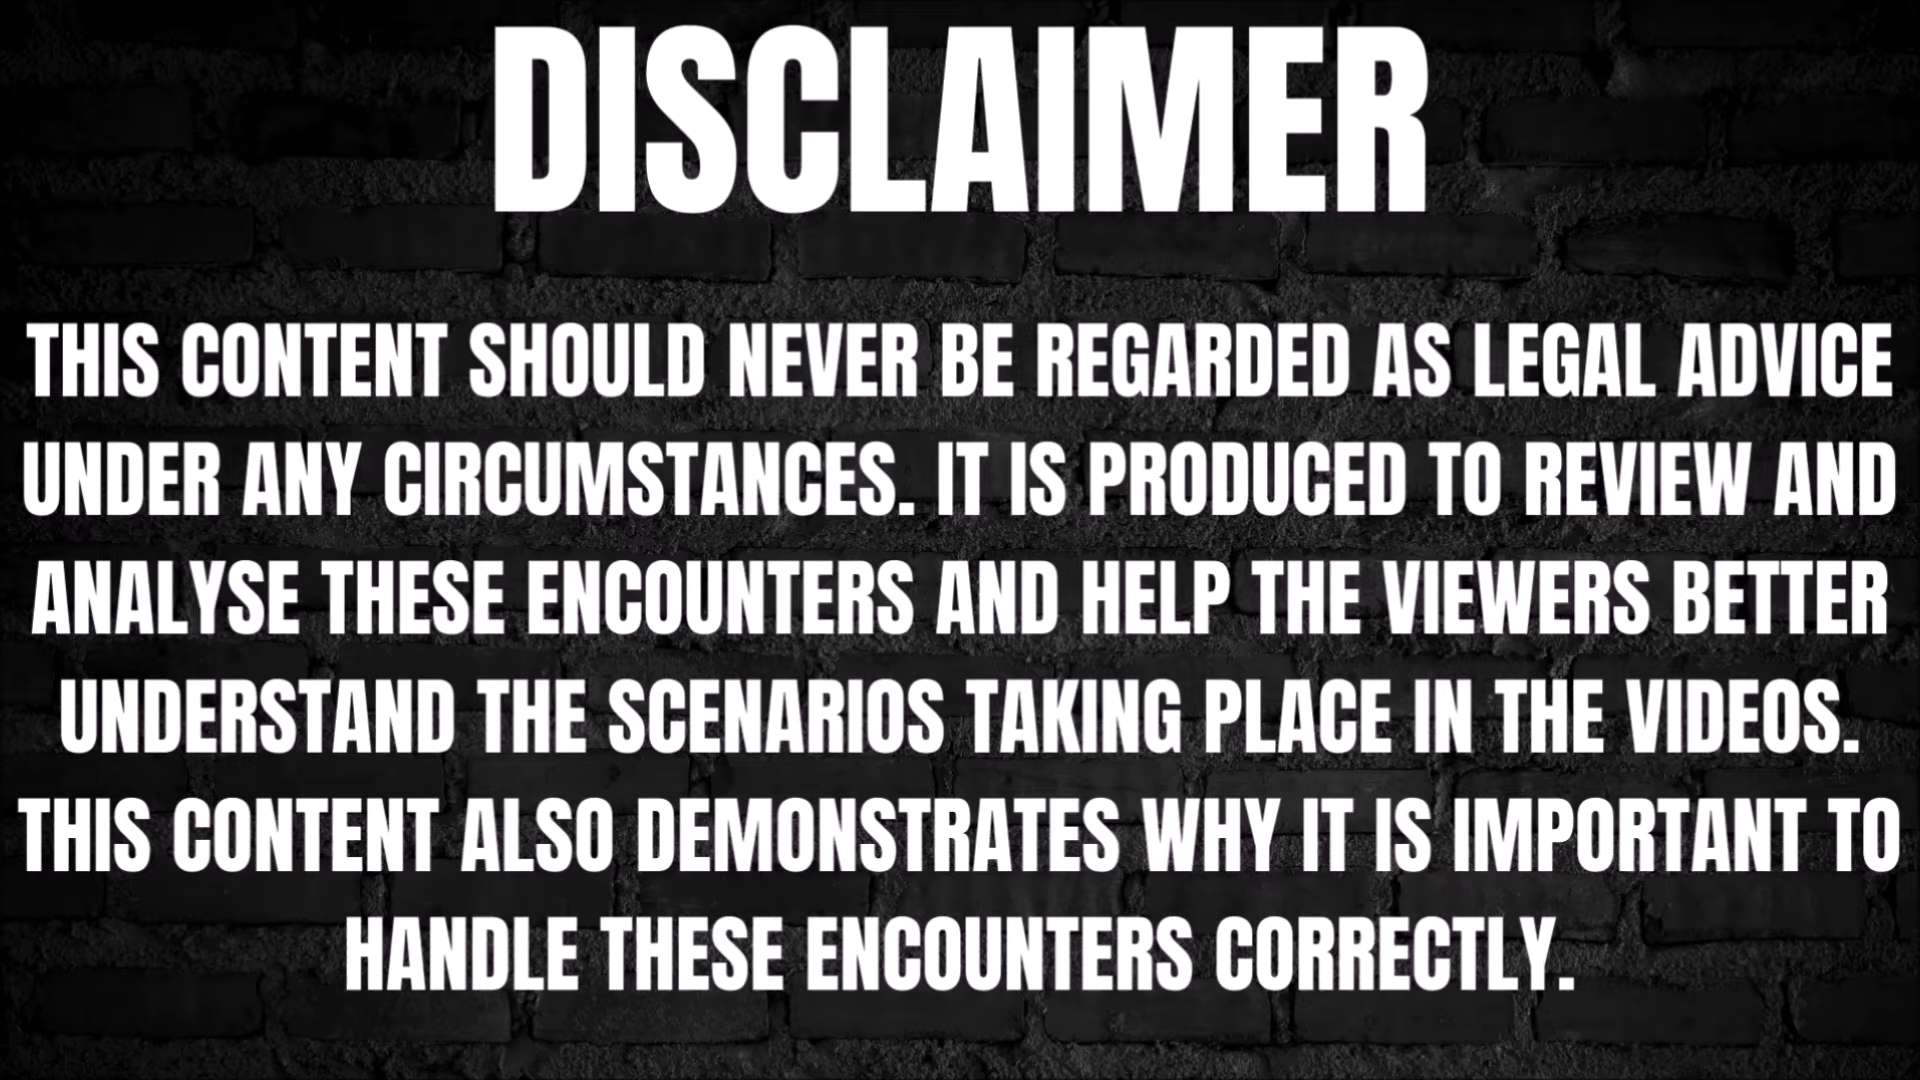 DISCLAIMER
THIS CONTENT SHOULD NEVER BE REGARDED AS LEGAL ADVICE
UNDER ANY CIRCUMSTANCES. IT IS PRODUCED TO REVIEW AND
ANALYSE THESE ENCOUNTERS AND HELP THE VIEWERS BETTER
UNDERSTAND THE SCENARIOS TAKING PLACE IN THE VIDEOS.
THIS CONTENT ALSO DEMONSTRATES WHY IT IS IMPORTANT TO
HANDLE THESE ENCOUNTERS CORRECTLY.